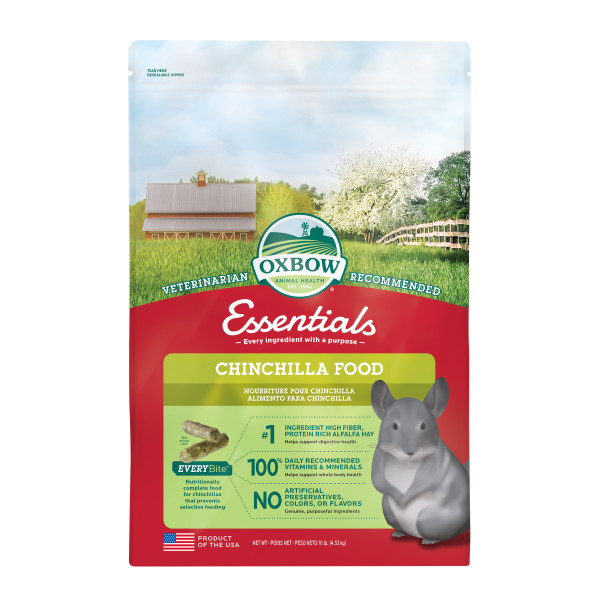 TEAR HERE
RESEALABLE ZIPPER
OXBOW
ANIMAL HEALTH
EST. 1980
®
VETERINARIAN RECOMMENDED
Essentials
Every ingredient with a purpose
CHINCHILLA FOOD
NOURRITURE POUR CHINCHILLA
ALIMENTO PARA CHINCHILLA
#1 INGREDIENT HIGH FIBER,
PROTEIN RICH ALFALFA HAY
Helps support digestive health
EVERYBite™
Nutritionally
complete food
for chinchillas
that prevents
selective feeding
100% DAILY RECOMMENDED
VITAMINS & MINERALS
Helps support whole body health
NO ARTIFICIAL
PRESERVATIVES,
COLORS, OR FLAVORS
Genuine, purposeful ingredients
PRODUCT
OF THE USA
NET WT • POIDS NET • PESO NETO 10 lb. (4.53 kg)